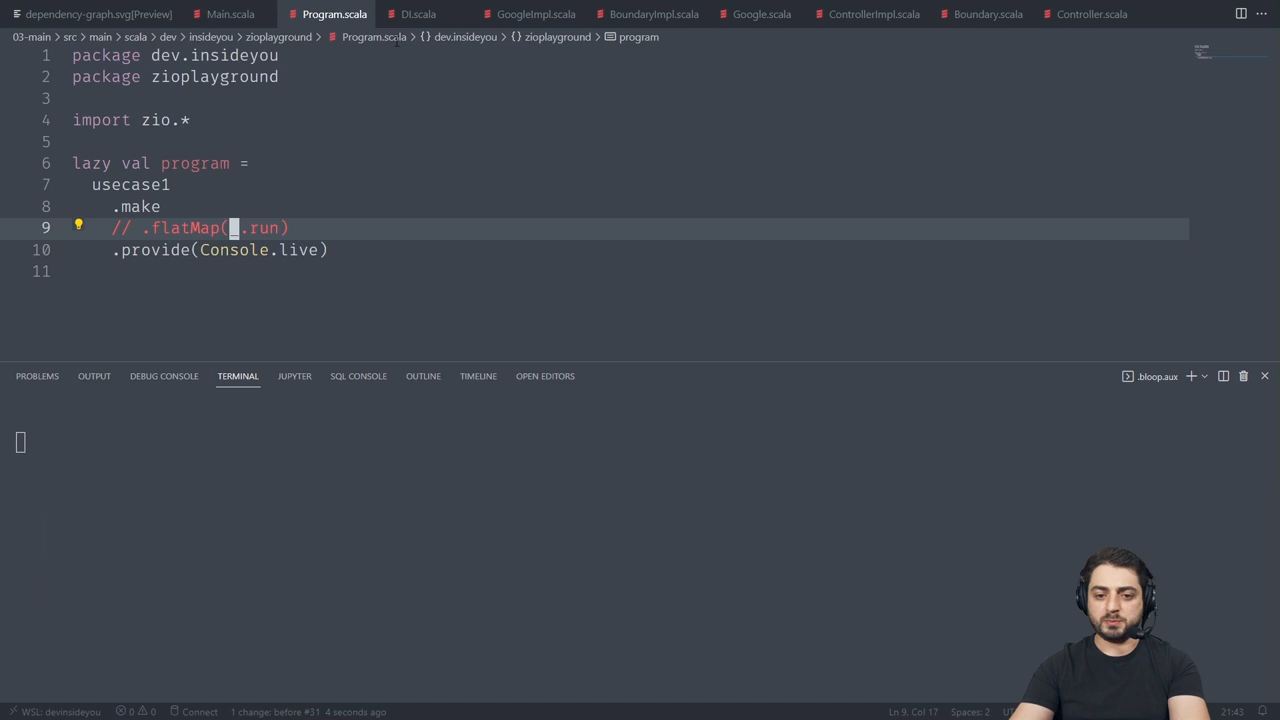 dependency-graph.svg[Preview] Main.scala Program.scala DI.scala GoogleImpl.scala BoundaryImpl.scala Google.scala ControllerImpl.scala Boundary.scala Controller.scala
03-main > src > main > scala > dev > insideyou > zioplayground > Program.scala > {} dev.insideyou > {} zioplayground > program
1 package dev.insideyou
2 package zioplayground
3
4 import zio.*
5
6 lazy val program =
7 usecase1
8 .make
9 // .flatMap(_.run)
10 .provide(Console.live)
11
PROBLEMS OUTPUT DEBUG CONSOLE TERMINAL JUPYTER SQL CONSOLE OUTLINE TIMELINE OPEN EDITORS .bloop.aux
WSL: devinsideyou 0 0 Connect 1 change: before #31 4 seconds ago Ln 9, Col 17 Spaces: 2 21:43